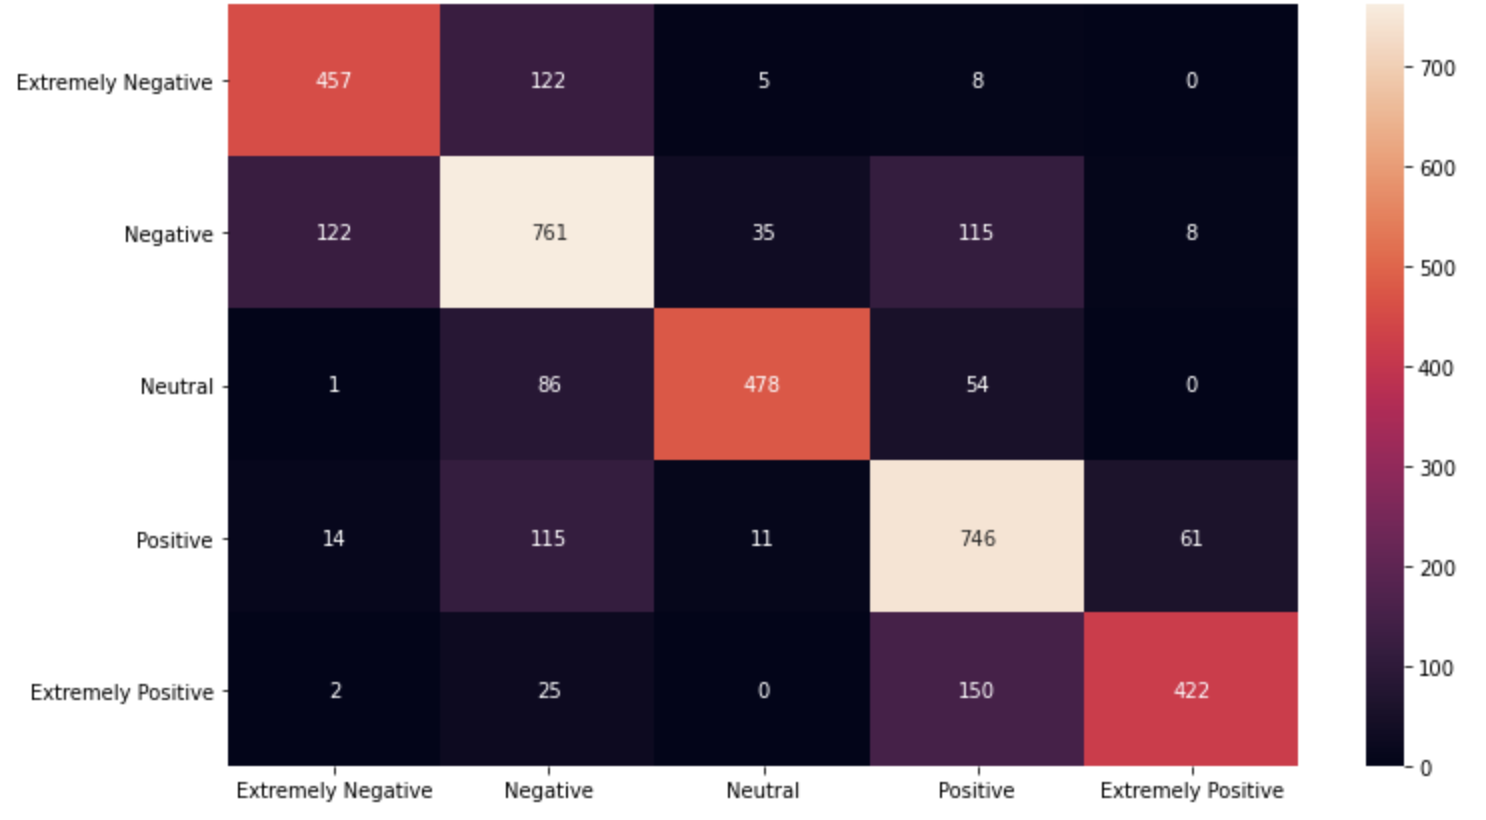 700
Extremely Negative 457 122 5 8 0
600
Negative 122 761 35 115 8
500
400
Neutral 1 86 478 54 0
300
Positive 14 115 11 746 61
200
100
Extremely Positive 2 25 0 150 422
0
Extremely Negative Negative Neutral Positive Extremely Positive